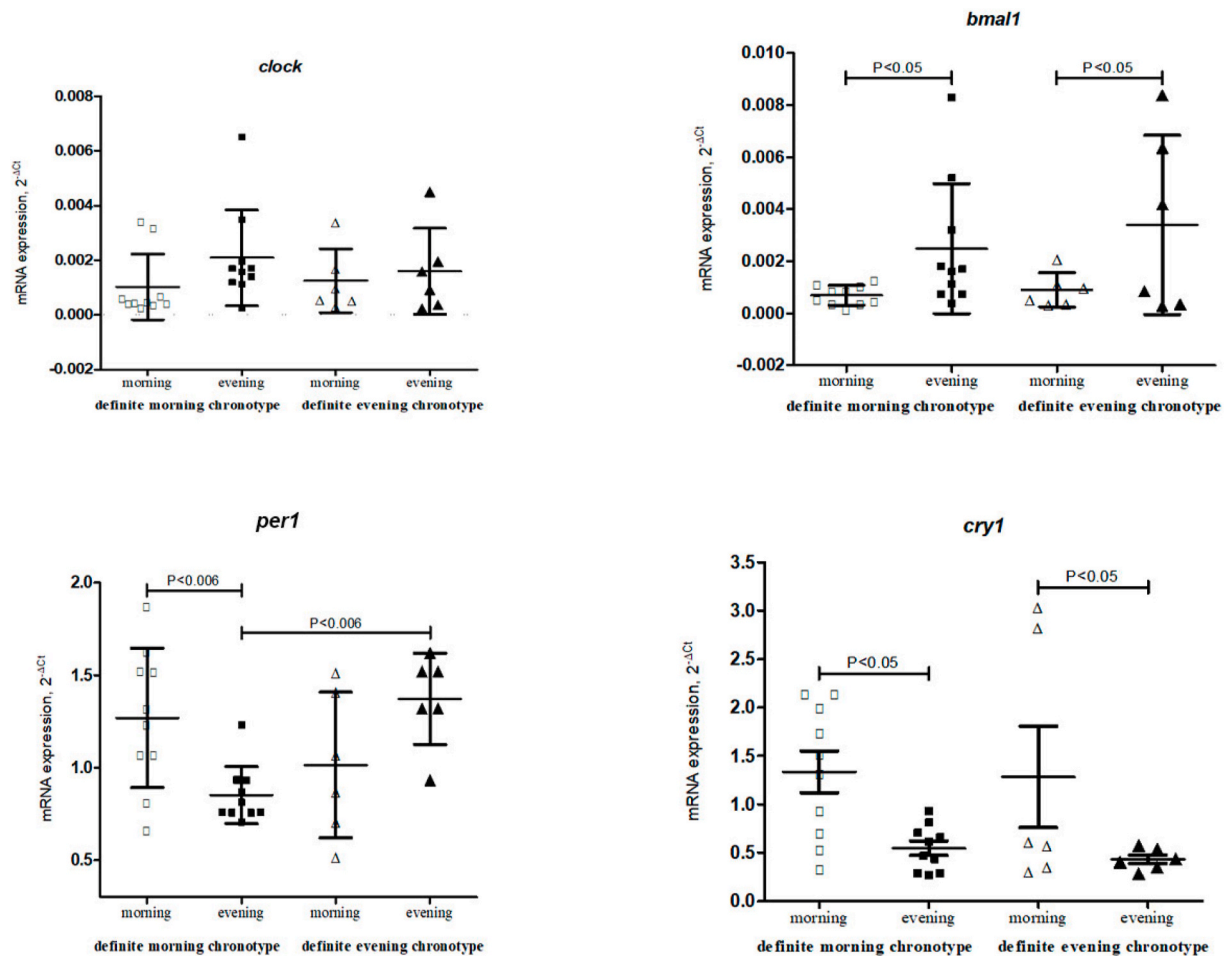 clock
mRNA expression, 2^-ΔCt
0.008
0.006
0.004
0.002
0.000
-0.002
morning evening morning evening
definite morning chronotype definite evening chronotype
bmal1
mRNA expression, 2^-ΔCt
0.010
0.008
0.006
0.004
0.002
0.000
-0.002
P<0.05 P<0.05
morning evening morning evening
definite morning chronotype definite evening chronotype
per1
mRNA expression, 2^-ΔCt
2.0
1.5
1.0
0.5
P<0.006
P<0.006
morning evening morning evening
definite morning chronotype definite evening chronotype
cry1
mRNA expression, 2^-ΔCt
3.5
3.0
2.5
2.0
1.5
1.0
0.5
0.0
P<0.05
P<0.05
morning evening morning evening
definite morning chronotype definite evening chronotype